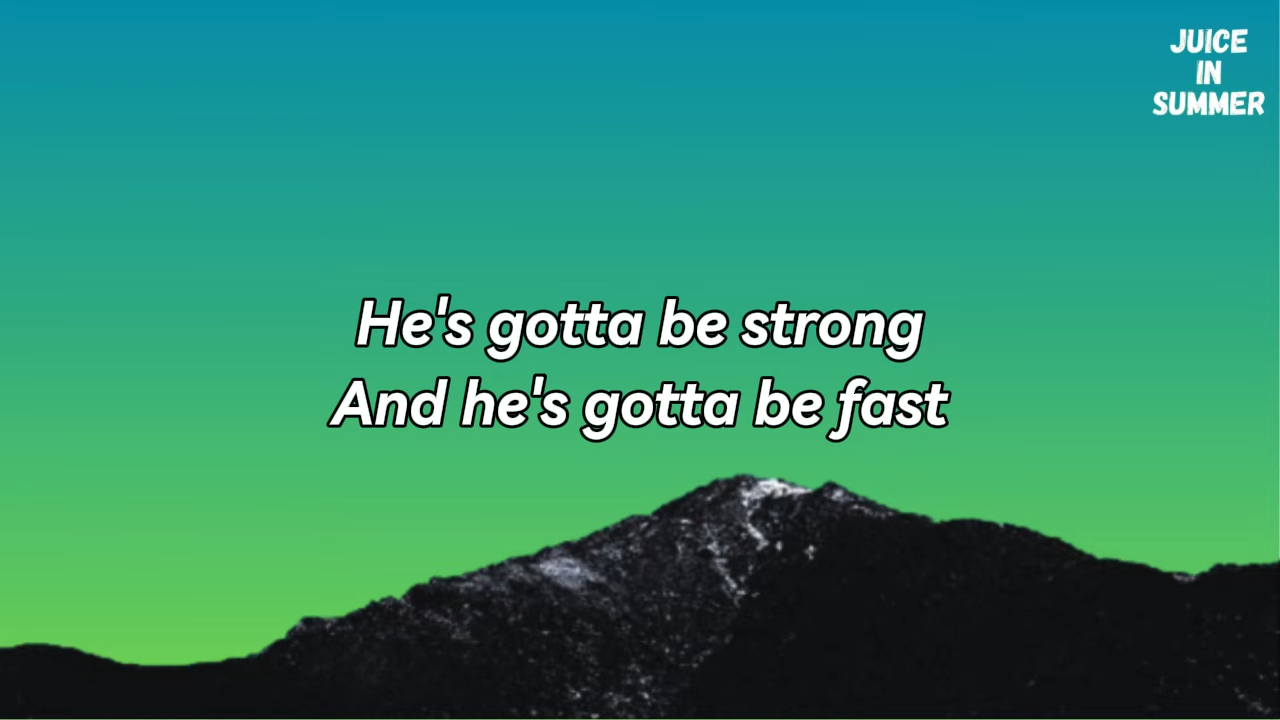 JUICE
IN
SUMMER
He's gotta be strong
And he's gotta be fast